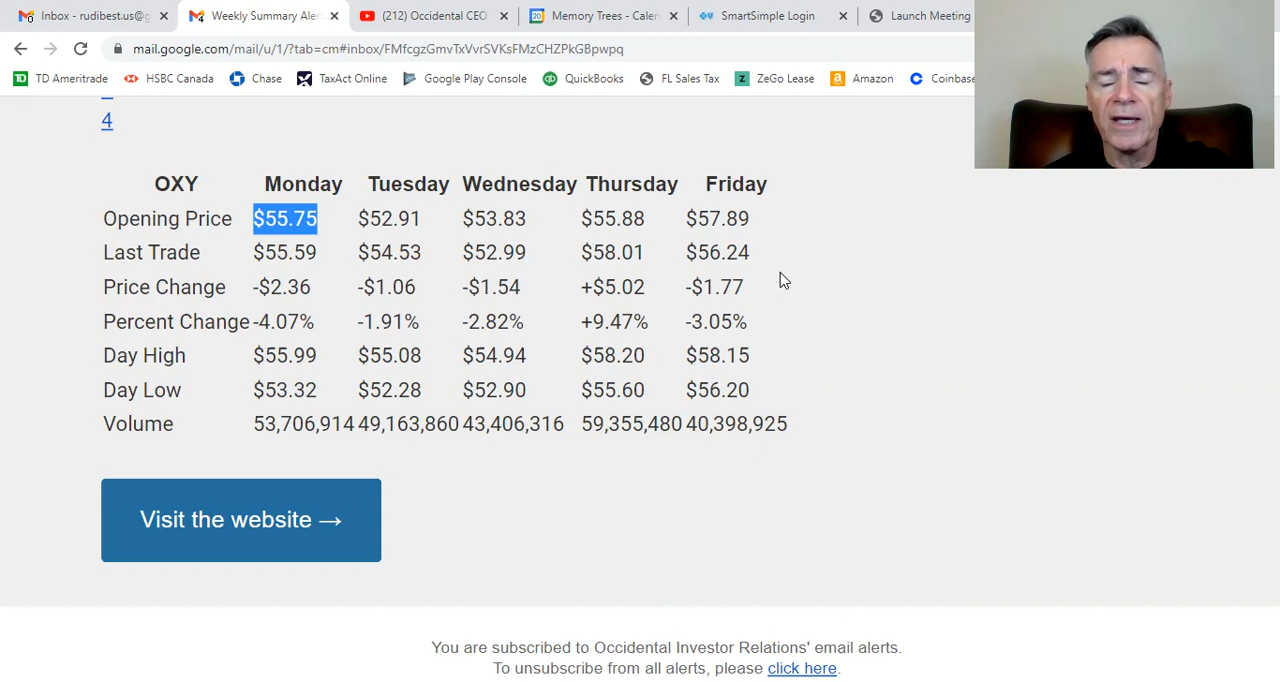 Inbox - rudibest.us@g
Weekly Summary Aler
(212) Occidental CEO
20
Memory Trees - Calen
SmartSimple Login
Launch Meeting
mail.google.com/mail/u/1/?tab=cm#inbox/FMfcgzGmvTxVvrSVKsFMzCHZPkGBpwpq
TD Ameritrade
HSBC Canada
Chase
TaxAct Online
Google Play Console
QuickBooks
FL Sales Tax
ZeGo Lease
Amazon
Coinbase
4
OXY Monday Tuesday Wednesday Thursday Friday
Opening Price $55.75 $52.91 $53.83 $55.88 $57.89
Last Trade $55.59 $54.53 $52.99 $58.01 $56.24
Price Change -$2.36 -$1.06 -$1.54 +$5.02 -$1.77
Percent Change -4.07% -1.91% -2.82% +9.47% -3.05%
Day High $55.99 $55.08 $54.94 $58.20 $58.15
Day Low $53.32 $52.28 $52.90 $55.60 $56.20
Volume 53,706,914 49,163,860 43,406,316 59,355,480 40,398,925
Visit the website →
You are subscribed to Occidental Investor Relations' email alerts.
To unsubscribe from all alerts, please click here.